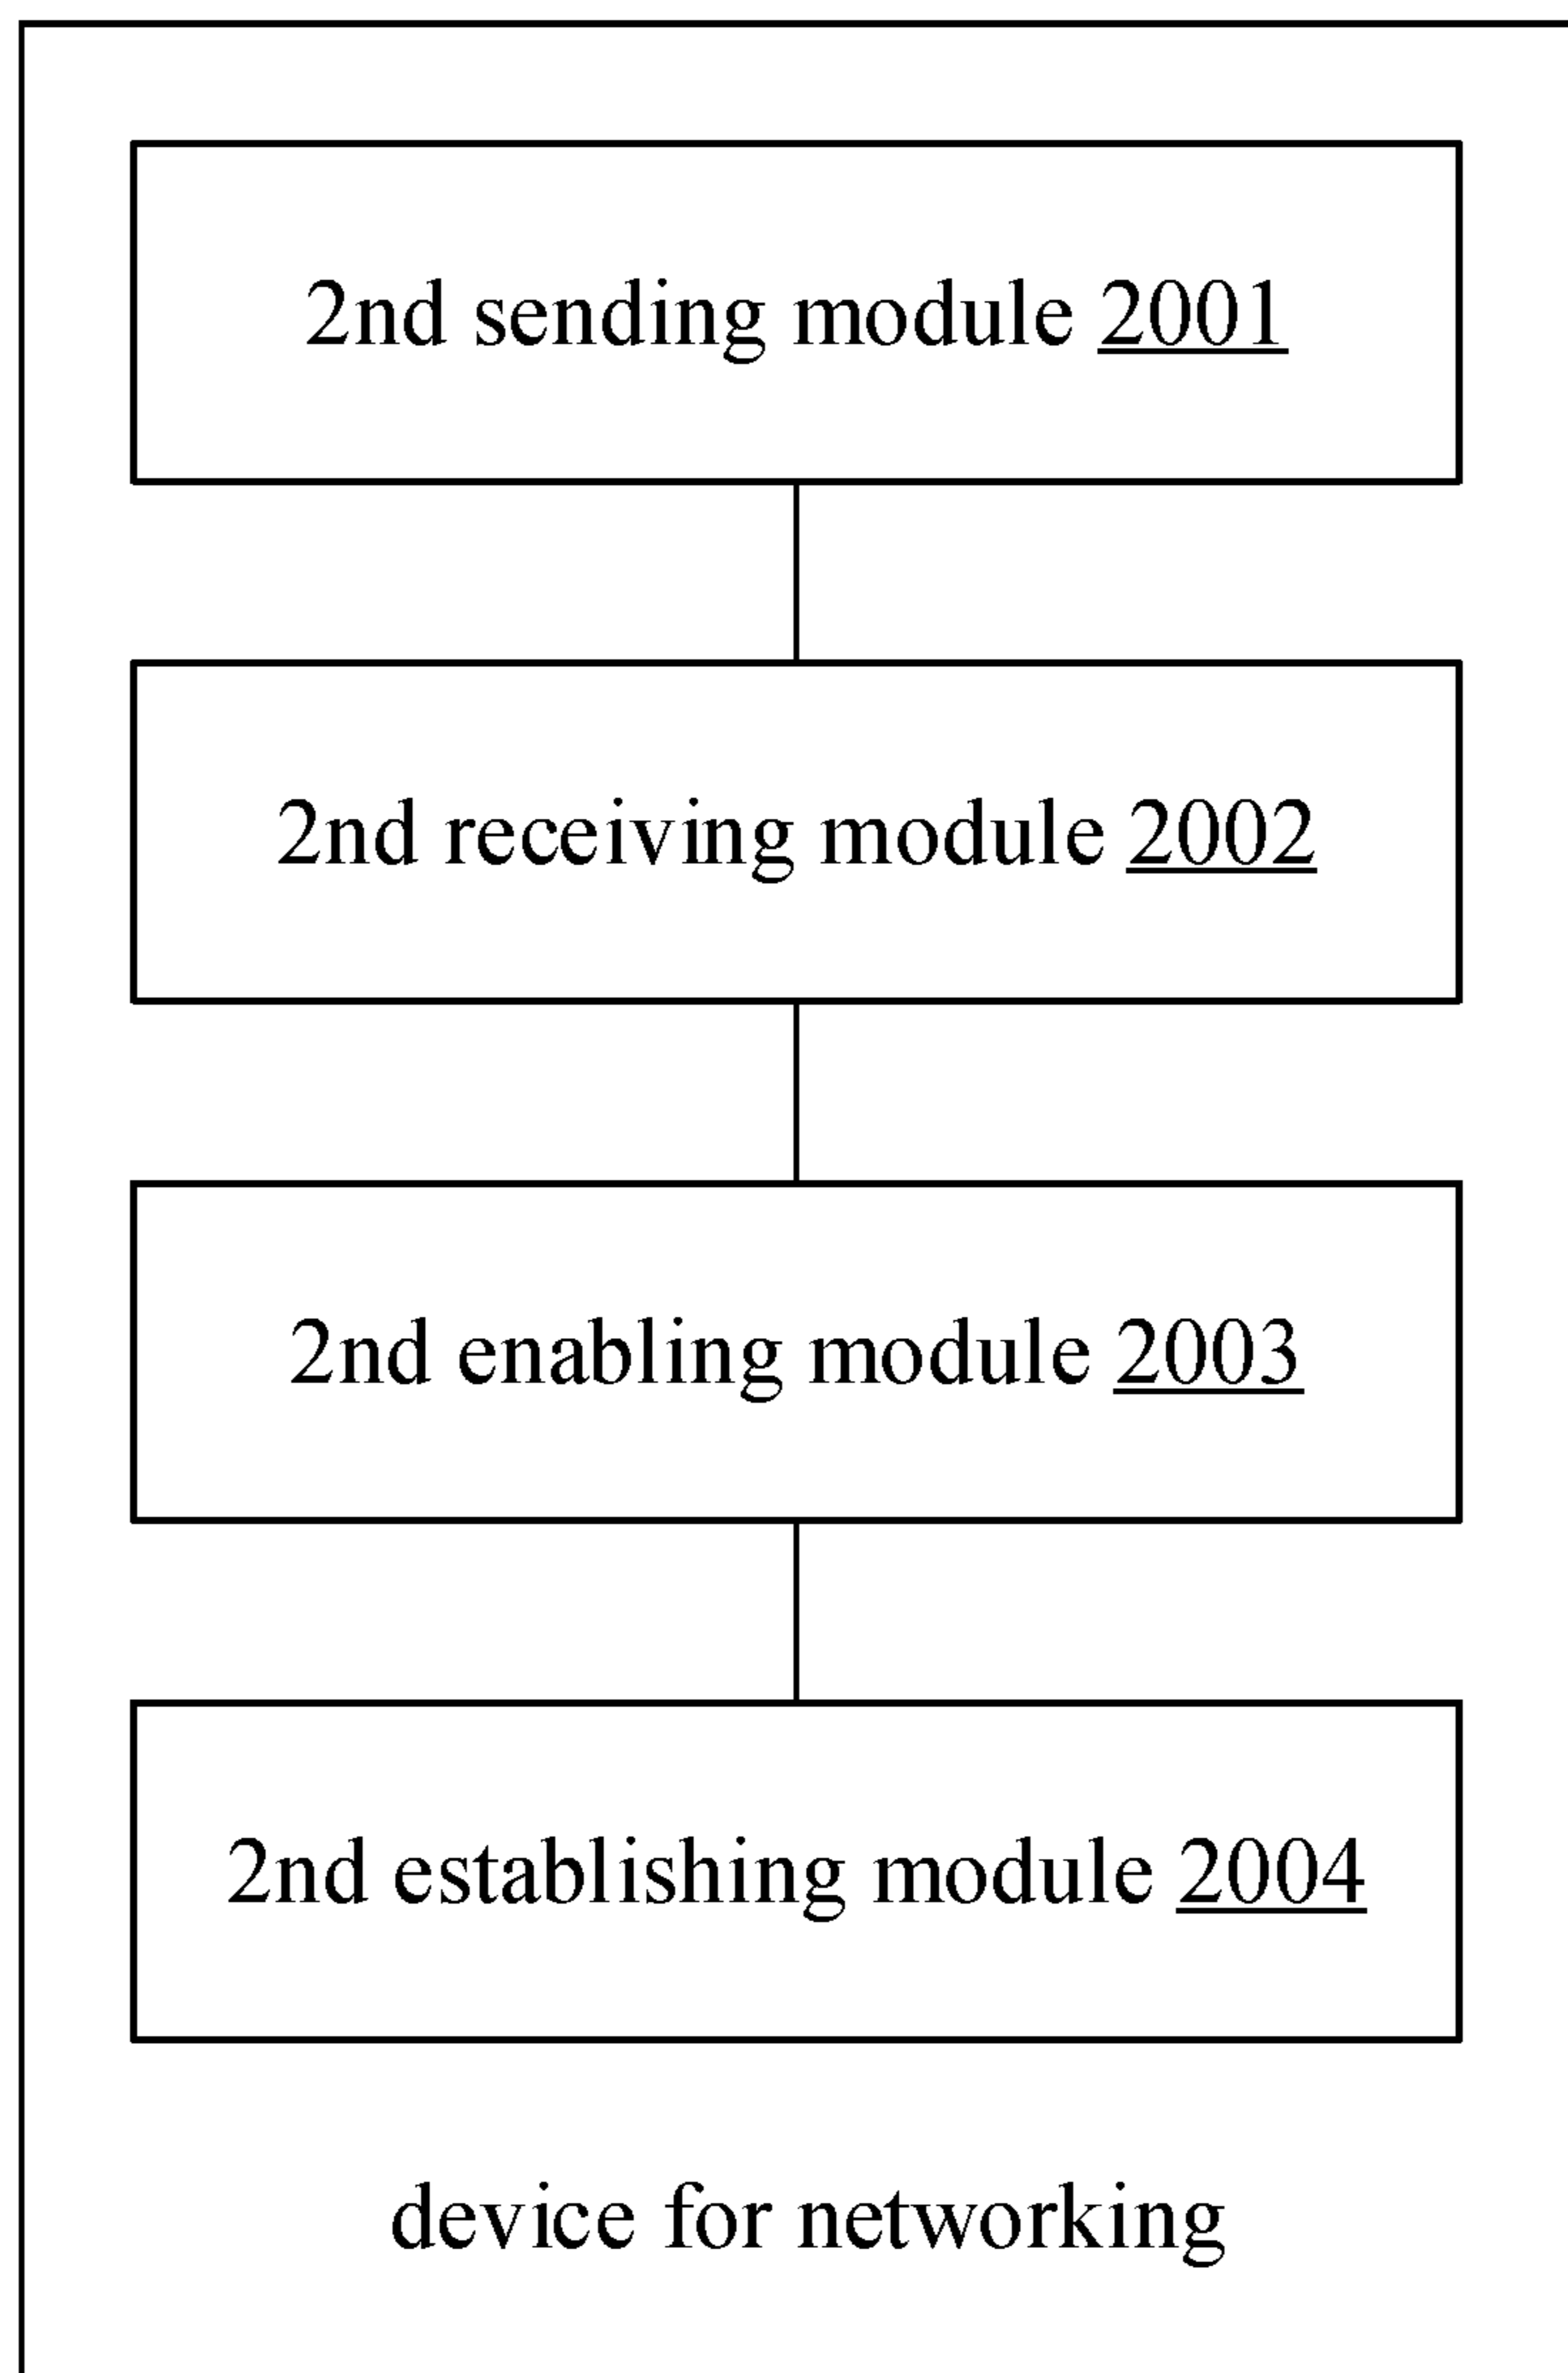 2nd sending module 2001
2nd receiving module 2002
2nd enabling module 2003
2nd establishing module 2004
device for networking